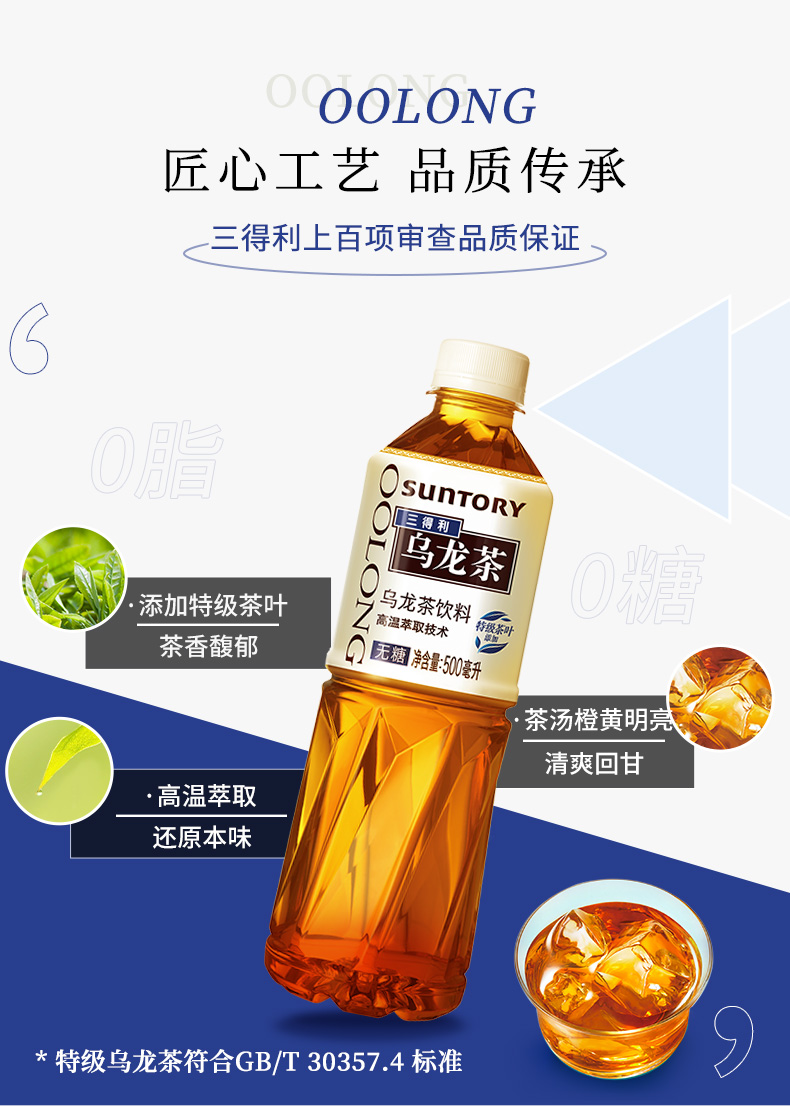 OOLONG
OOLONG
匠心工艺 品质传承
三得利上百项审查品质保证
0脂
SUNTORY
三得利
乌龙茶
OOLONG
乌龙茶饮料
高温萃取技术
特级茶叶
添加
无糖 净含量:500毫升
0糖
·添加特级茶叶
茶香馥郁
·茶汤橙黄明亮
清爽回甘
·高温萃取
还原本味
* 特级乌龙茶符合GB/T 30357.4 标准